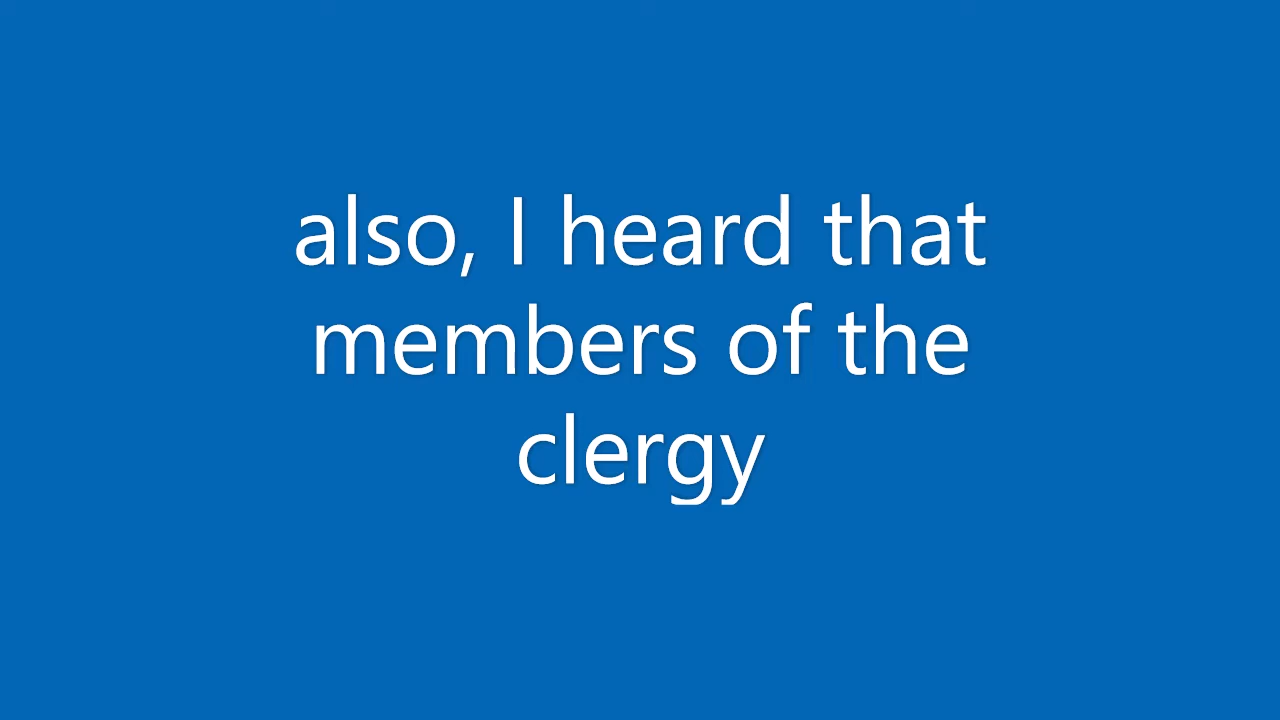 also, I heard that
members of the
clergy